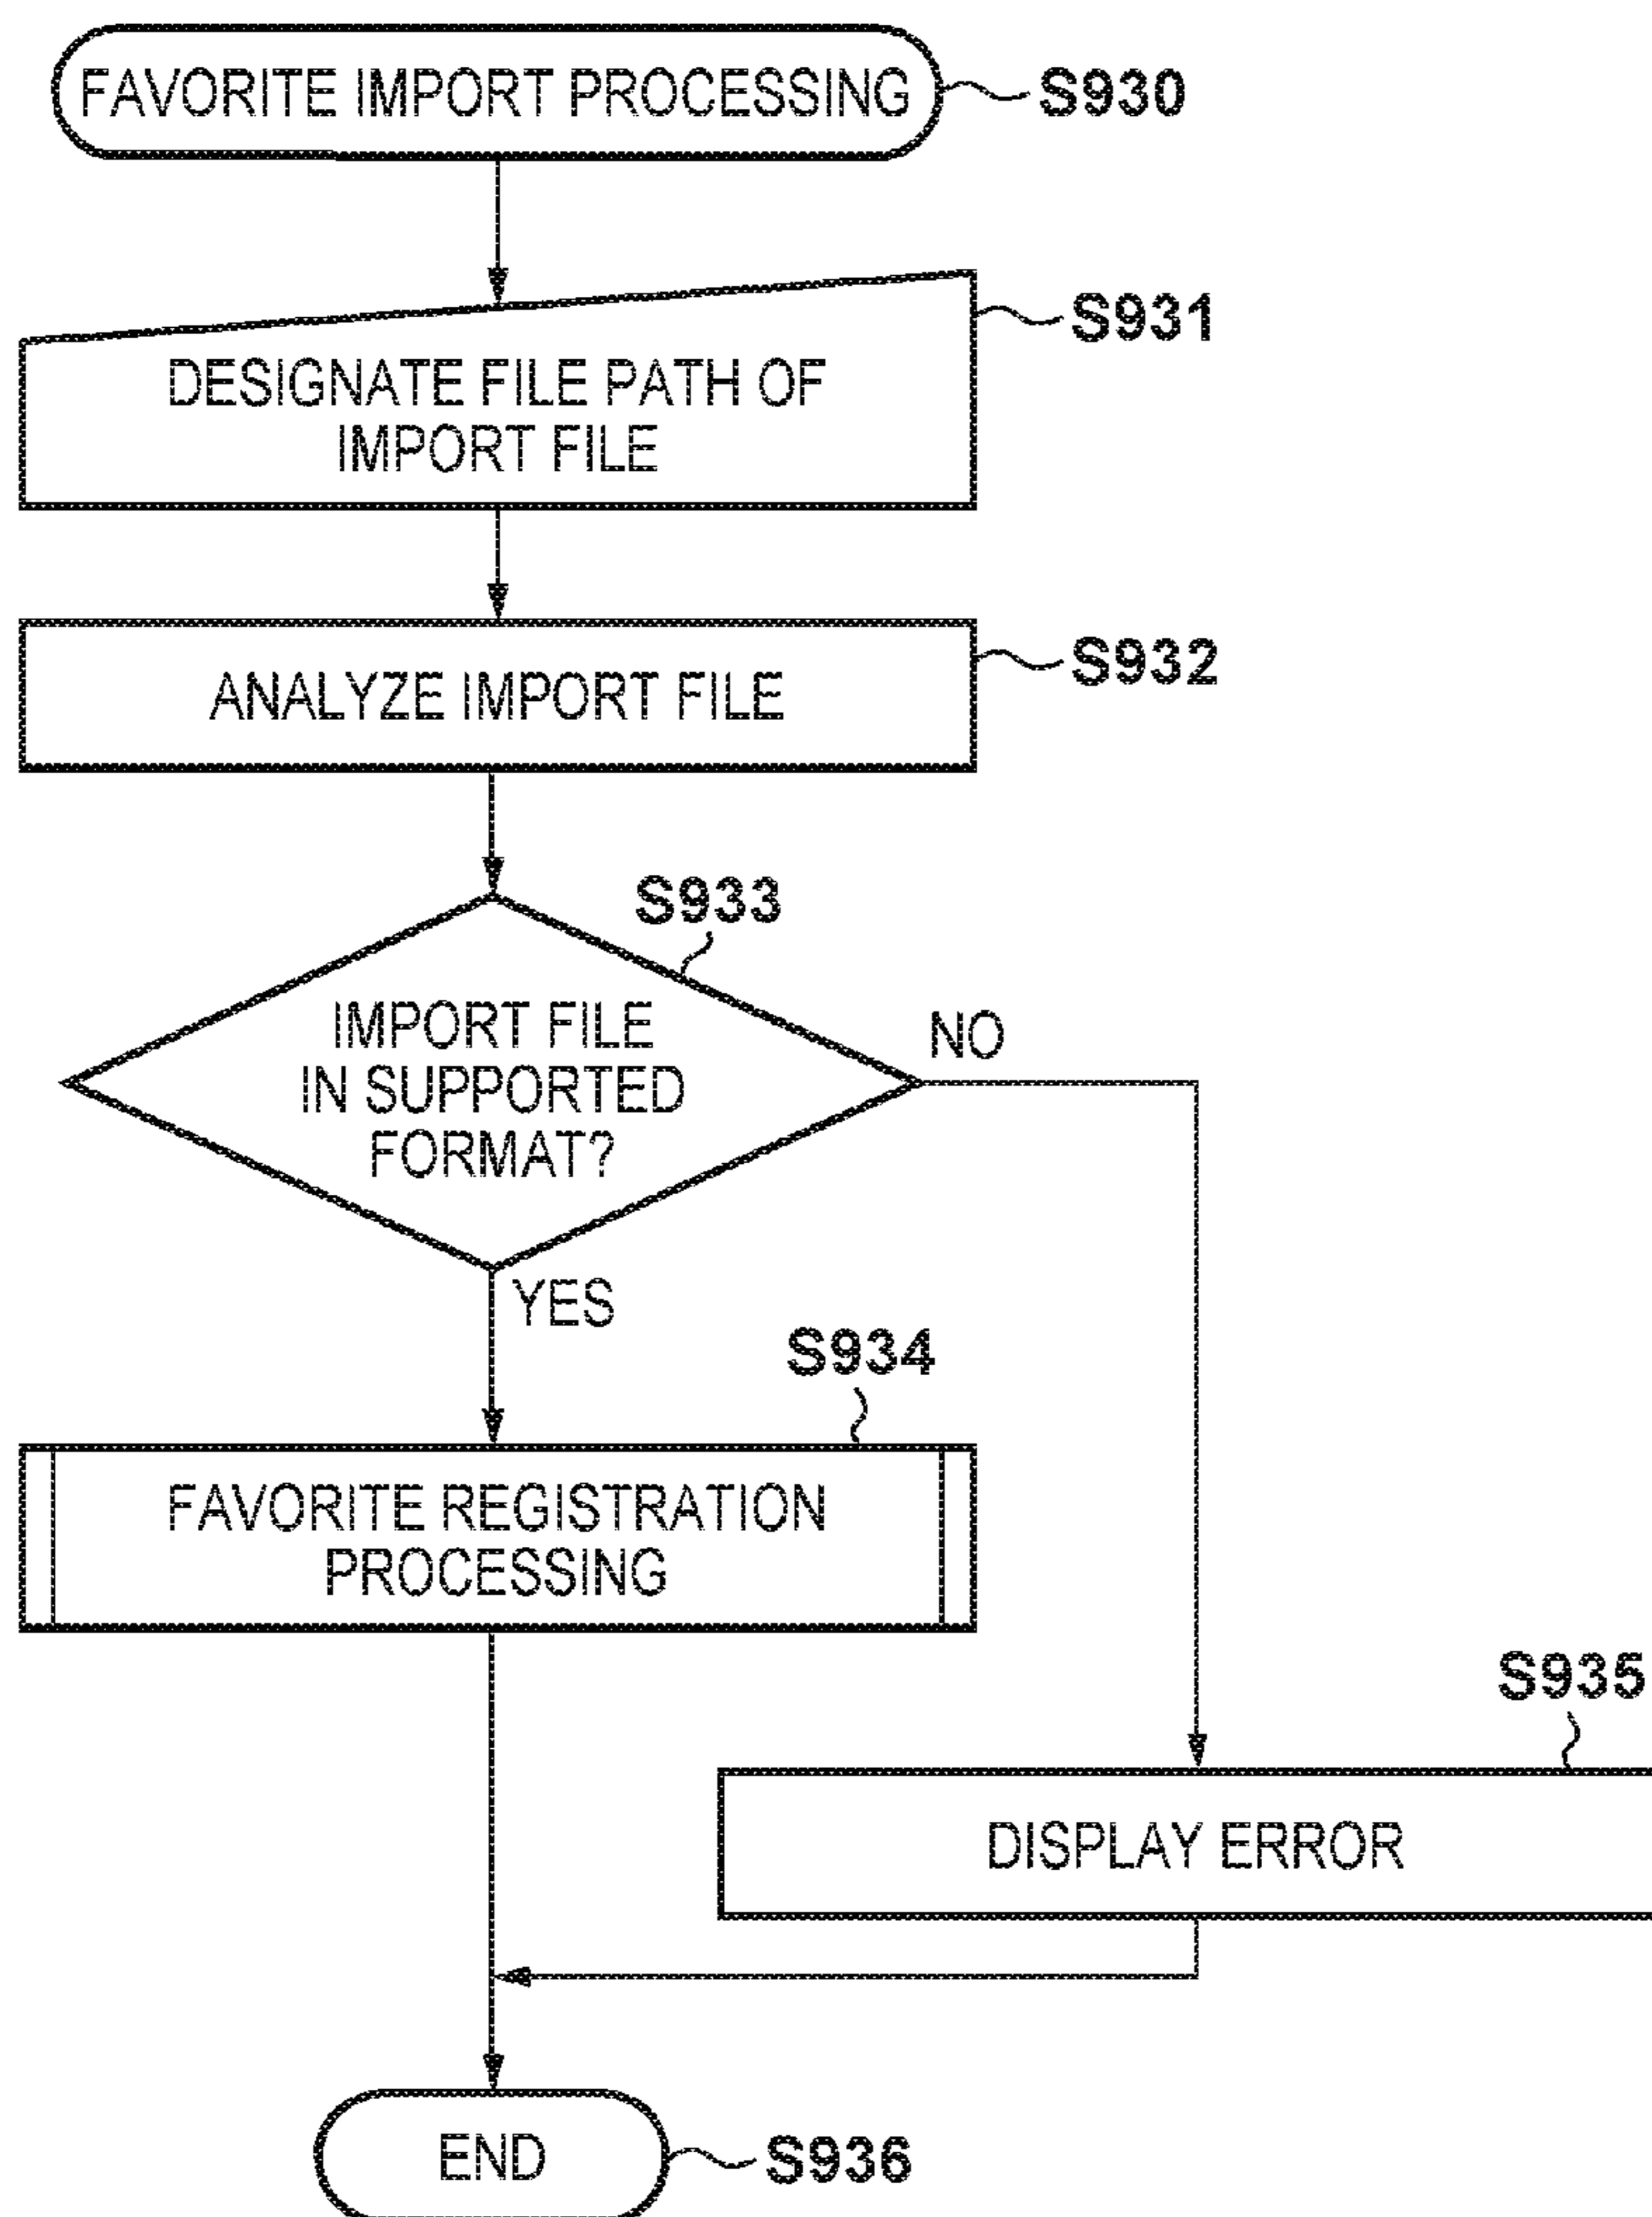 FAVORITE IMPORT PROCESSING
S930
S931
DESIGNATE FILE PATH OF
IMPORT FILE
S932
ANALYZE IMPORT FILE
S933
IMPORT FILE
IN SUPPORTED
FORMAT?
NO
YES
S934
FAVORITE REGISTRATION
PROCESSING
S935
DISPLAY ERROR
END
S936